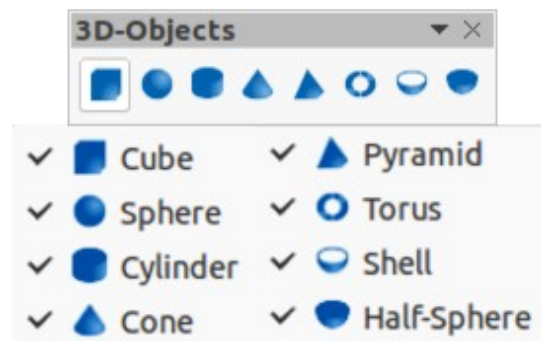 3D-Objects
Cube
Sphere
Cylinder
Cone
Pyramid
Torus
Shell
Half-Sphere